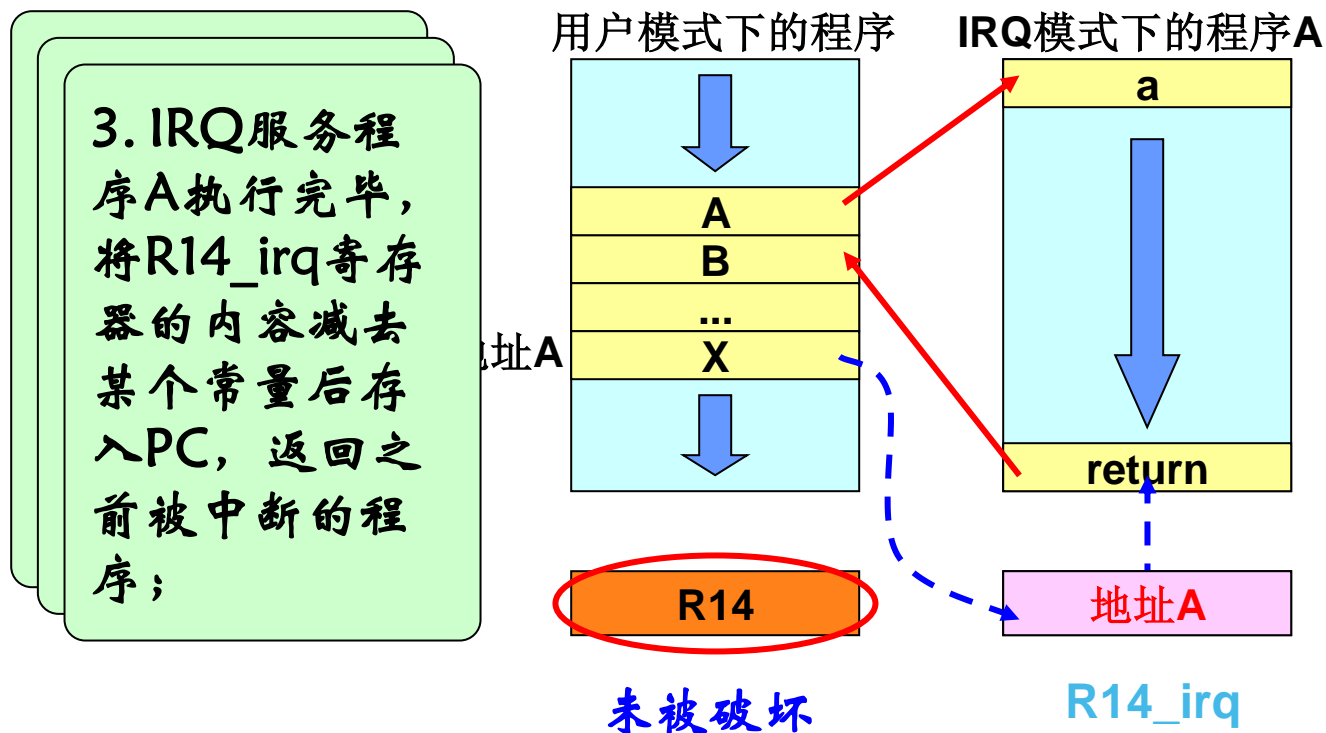 用户模式下的程序
IRQ模式下的程序A
3. IRQ服务程
序A执行完毕，
将R14_irq寄存
器的内容减去
某个常量后存
入PC，返回之
前被中断的程
序；
A
B
...
址A
X
a
return
R14
地址A
未被破坏
R14_irq